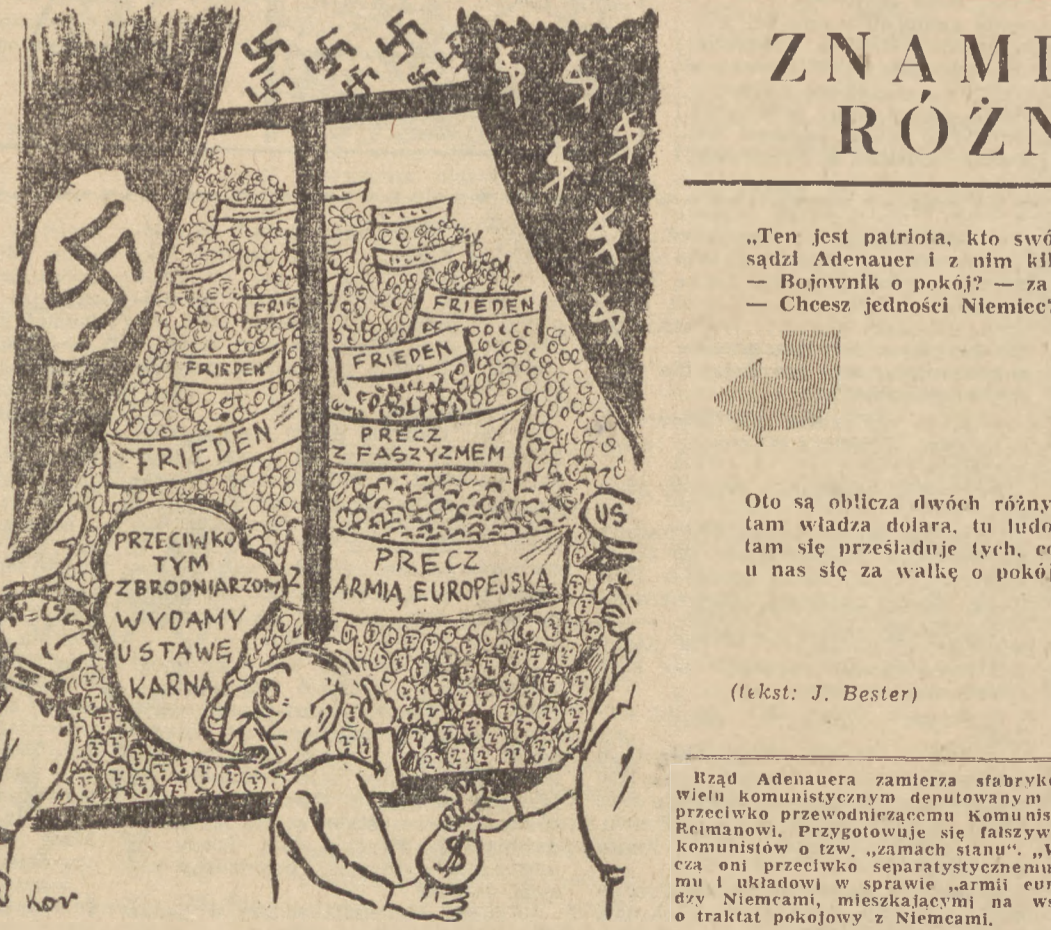 FRIEDEN
FRIEDEN
FRIEDEN
FRIEDEN
PRECZ
Z FASZYZMEM
PRECZ
ARMIĄ EUROPEJSKĄ
US
PRZECIWKO
TYM
ZBRODNIARZOM
WYDAMY
USTAWĘ
KARNĄ
$
Kor
ZNAMI
RÓŻN
„Ten jest patriota, kto swó
sądzi Adenauer i z nim kil
— Bojownik o pokój? — za
— Chcesz jedności Niemiec?
Oto są oblicza dwóch różny
tam władza dolara, tu ludo
tam się prześladuje tych, c
u nas się za walkę o pokój
(tekst: J. Bester)
Rząd Adenauera zamierza sfabryk
wielu komunistycznym deputowanym
przeciwko przewodniczącemu Komunis
Reimanowi. Przygotowuje się fałszyw
komunistów o tzw. „zamach stanu“. „W
czą oni przeciwko separatystycznemu
mu i układowi w sprawie „armii eur
dzy Niemcami, mieszkającymi na ws
o traktat pokojowy z Niemcami.